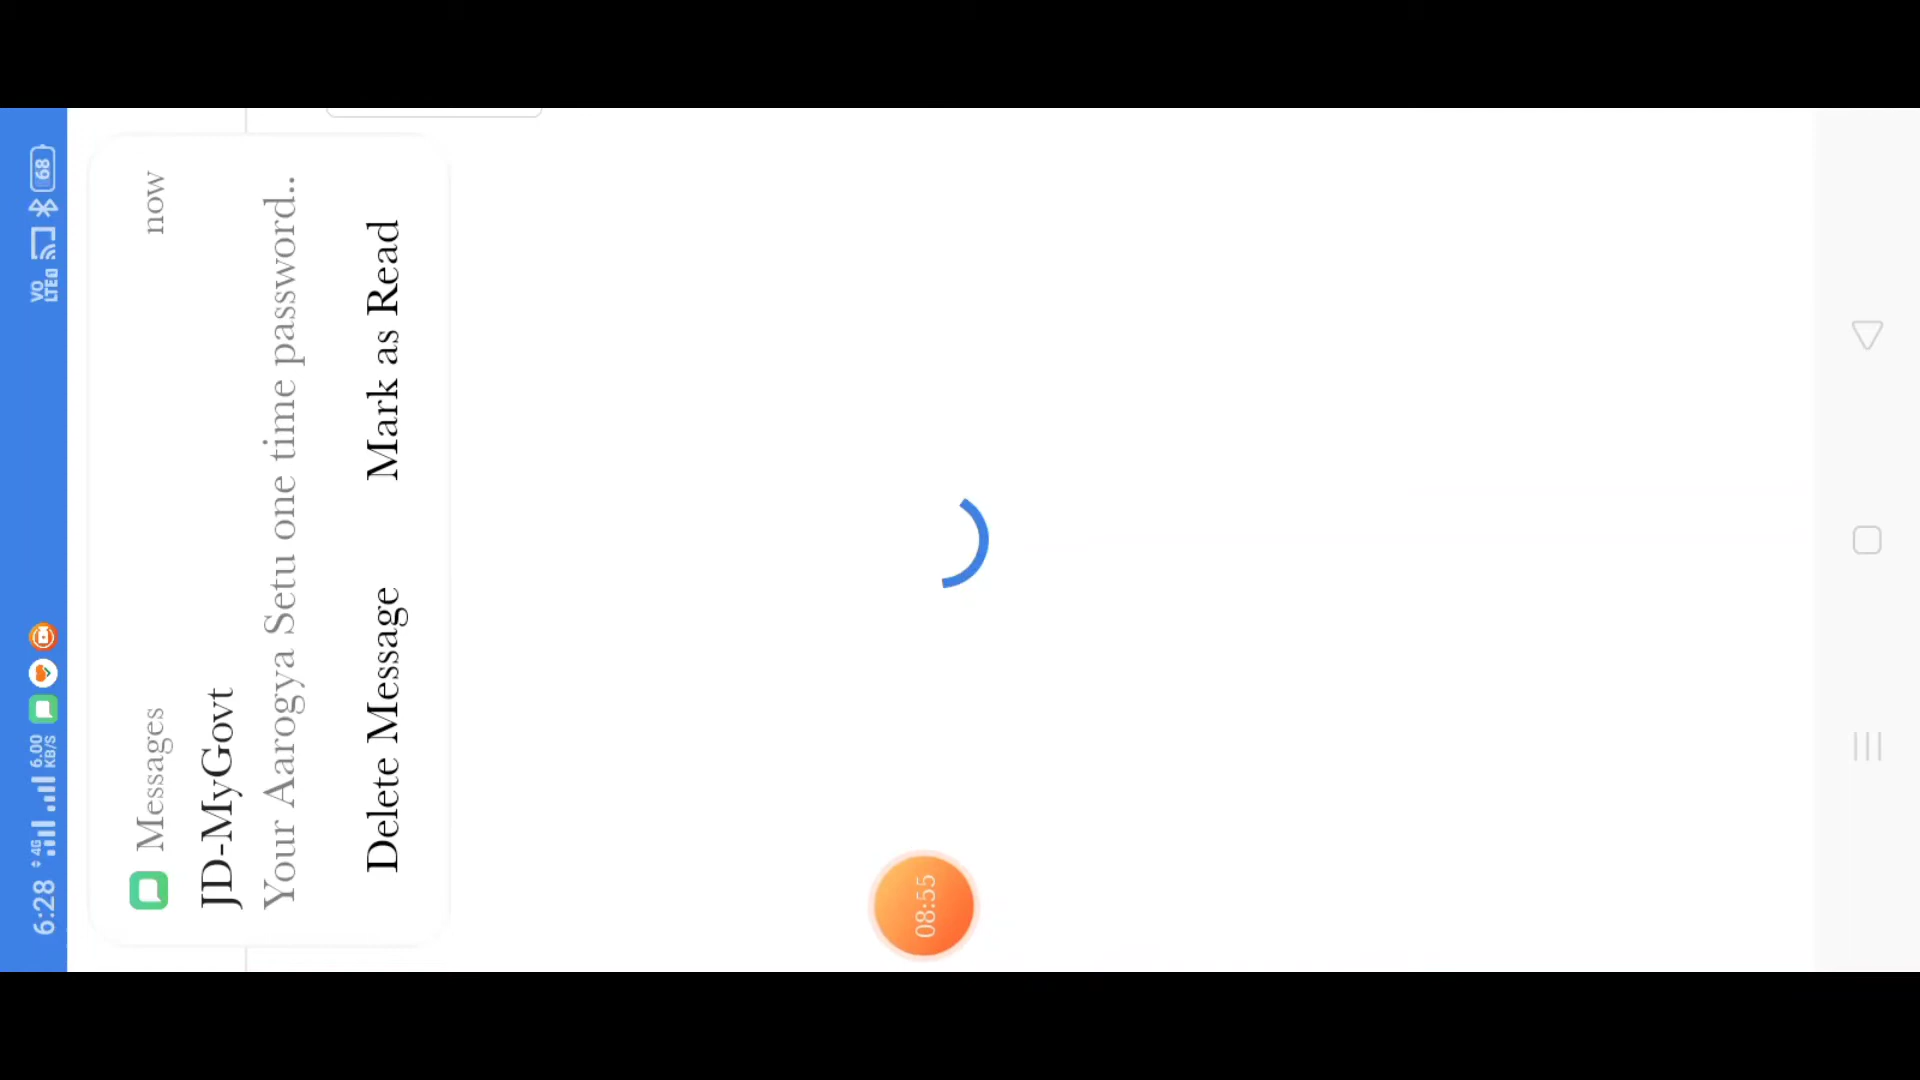 6:28 4G 6.00 KB/S VO LTE 68
Messages now
JD-MyGovt
Your Aarogya Setu one time password..
Delete Message Mark as Read
08:55